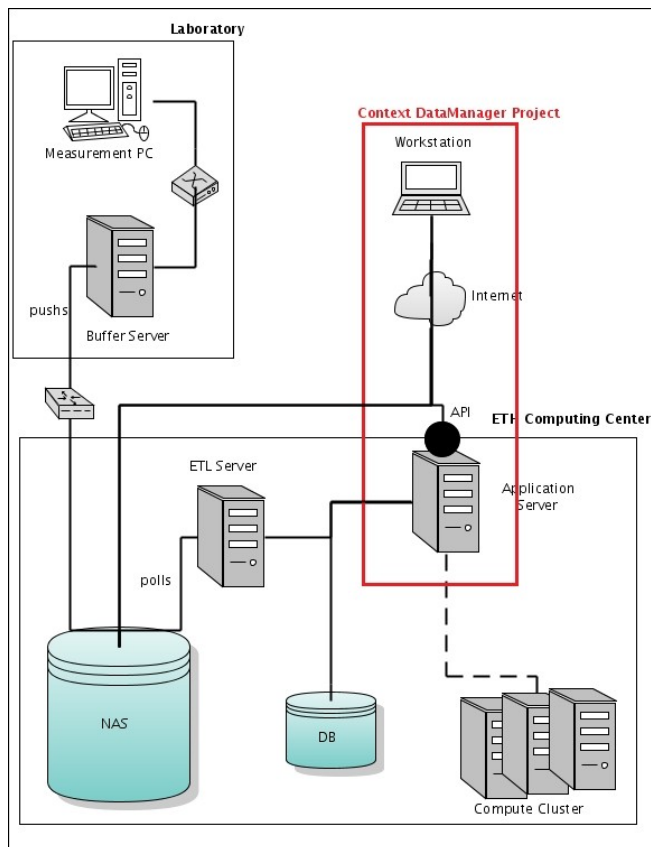 Laboratory
Measurement PC
pushs
Buffer Server
Context DataManager Project
Workstation
Internet
API
ETH Computing Center
ETL Server
Application
Server
polls
NAS
DB
Compute Cluster